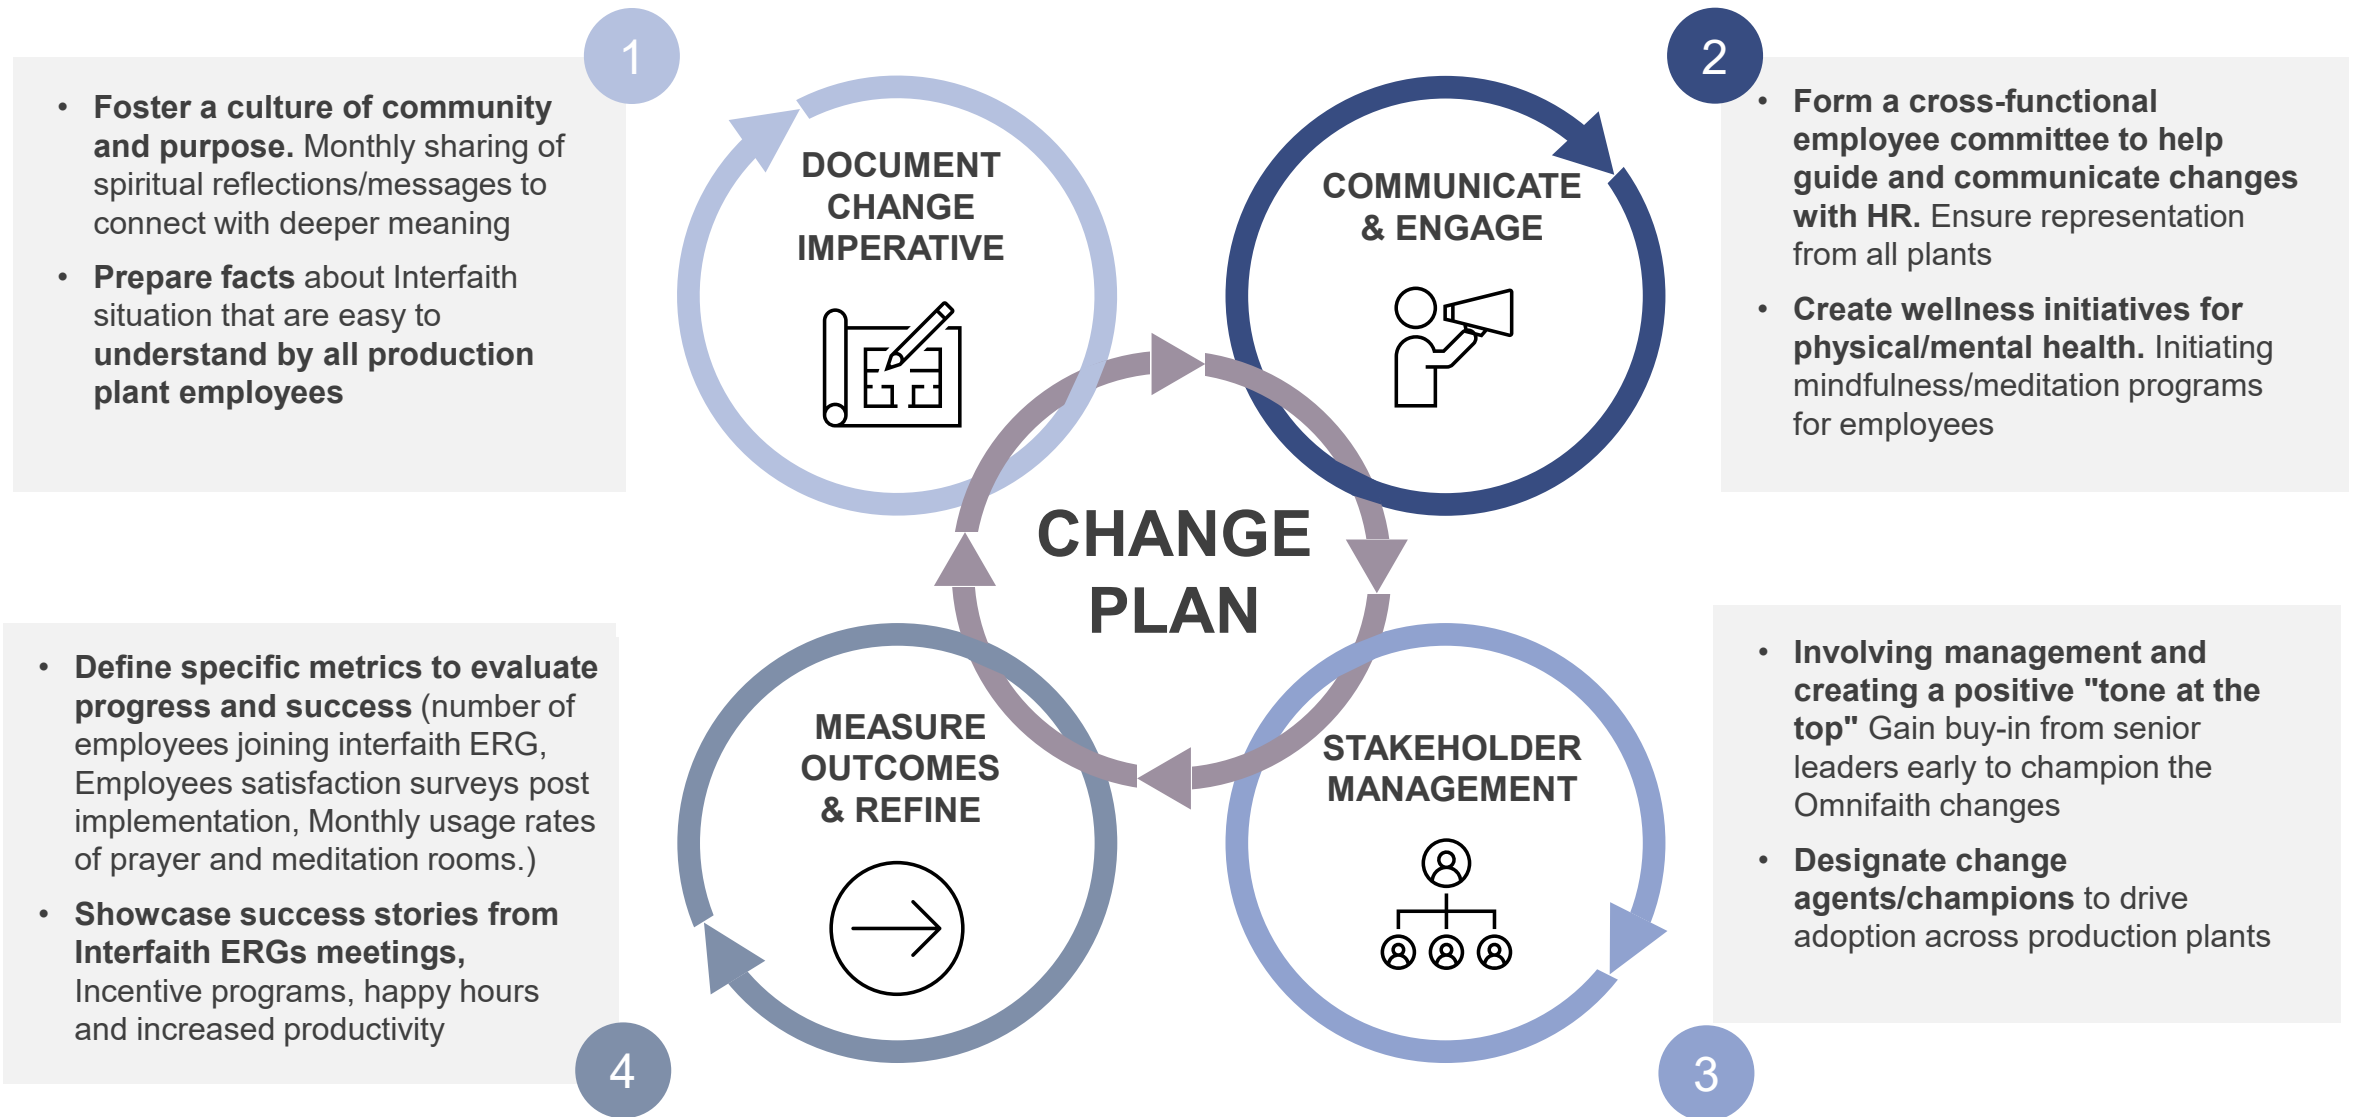 1
• Foster a culture of community
and purpose. Monthly sharing of
spiritual reflections/messages to
connect with deeper meaning
• Prepare facts about Interfaith
situation that are easy to
understand by all production
plant employees
DOCUMENT
CHANGE
IMPERATIVE
COMMUNICATE
& ENGAGE
2
• Form a cross-functional
employee committee to help
guide and communicate changes
with HR. Ensure representation
from all plants
• Create wellness initiatives for
physical/mental health. Initiating
mindfulness/meditation programs
for employees
CHANGE
PLAN
STAKEHOLDER
MANAGEMENT
• Involving management and
creating a positive "tone at the
top" Gain buy-in from senior
leaders early to champion the
Omnifaith changes
• Designate change
agents/champions to drive
adoption across production plants
3
MEASURE
OUTCOMES
& REFINE
• Define specific metrics to evaluate
progress and success (number of
employees joining interfaith ERG,
Employees satisfaction surveys post
implementation, Monthly usage rates
of prayer and meditation rooms.)
• Showcase success stories from
Interfaith ERGs meetings,
Incentive programs, happy hours
and increased productivity
4